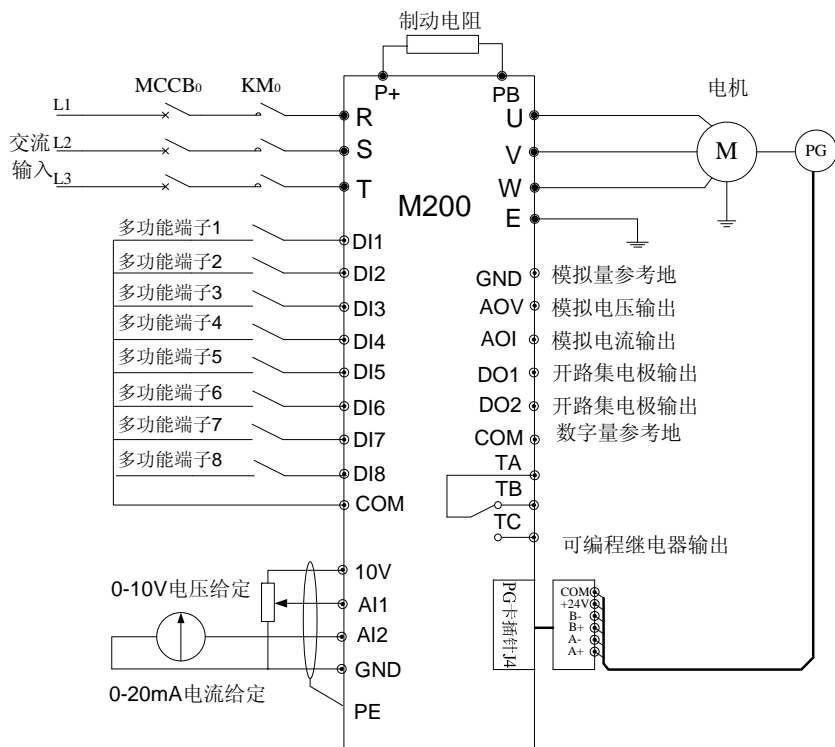 制动电阻
MCCB0
KM0
P+
PB
电机
L1
R
U
交流
L2
S
V
M
PG
输入
L3
T
W
M200
E
多功能端子1
DI1
多功能端子2
DI2
多功能端子3
DI3
多功能端子4
DI4
多功能端子5
DI5
多功能端子6
DI6
多功能端子7
DI7
多功能端子8
DI8
COM
GND
模拟量参考地
AOV
模拟电压输出
AOI
模拟电流输出
DO1
开路集电极输出
DO2
开路集电极输出
COM
数字量参考地
TA
TB
TC
可编程继电器输出
10V
0-10V电压给定
AI1
AI2
GND
0-20mA电流给定
PE
PG卡插针J4
COM
+24V
B-
B+
A-
A+